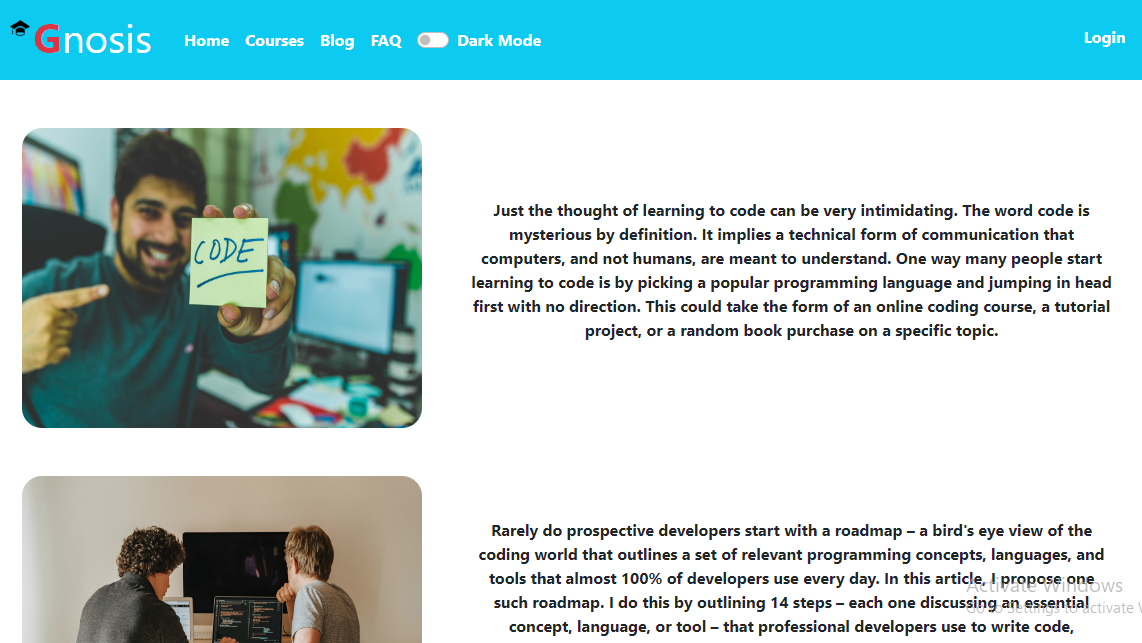 Gnosis
Home Courses Blog FAQ Dark Mode Login
CODE
Just the thought of learning to code can be very intimidating. The word code is
mysterious by definition. It implies a technical form of communication that
computers, and not humans, are meant to understand. One way many people start
learning to code is by picking a popular programming language and jumping in head
first with no direction. This could take the form of an online coding course, a tutorial
project, or a random book purchase on a specific topic.
Rarely do prospective developers start with a roadmap – a bird's eye view of the
coding world that outlines a set of relevant programming concepts, languages, and
tools that almost 100% of developers use every day. In this article, I propose one
such roadmap. I do this by outlining 14 steps – each one discussing an essential
concept, language, or tool – that professional developers use to write code,
Activate Windows
Go to Settings to activate W